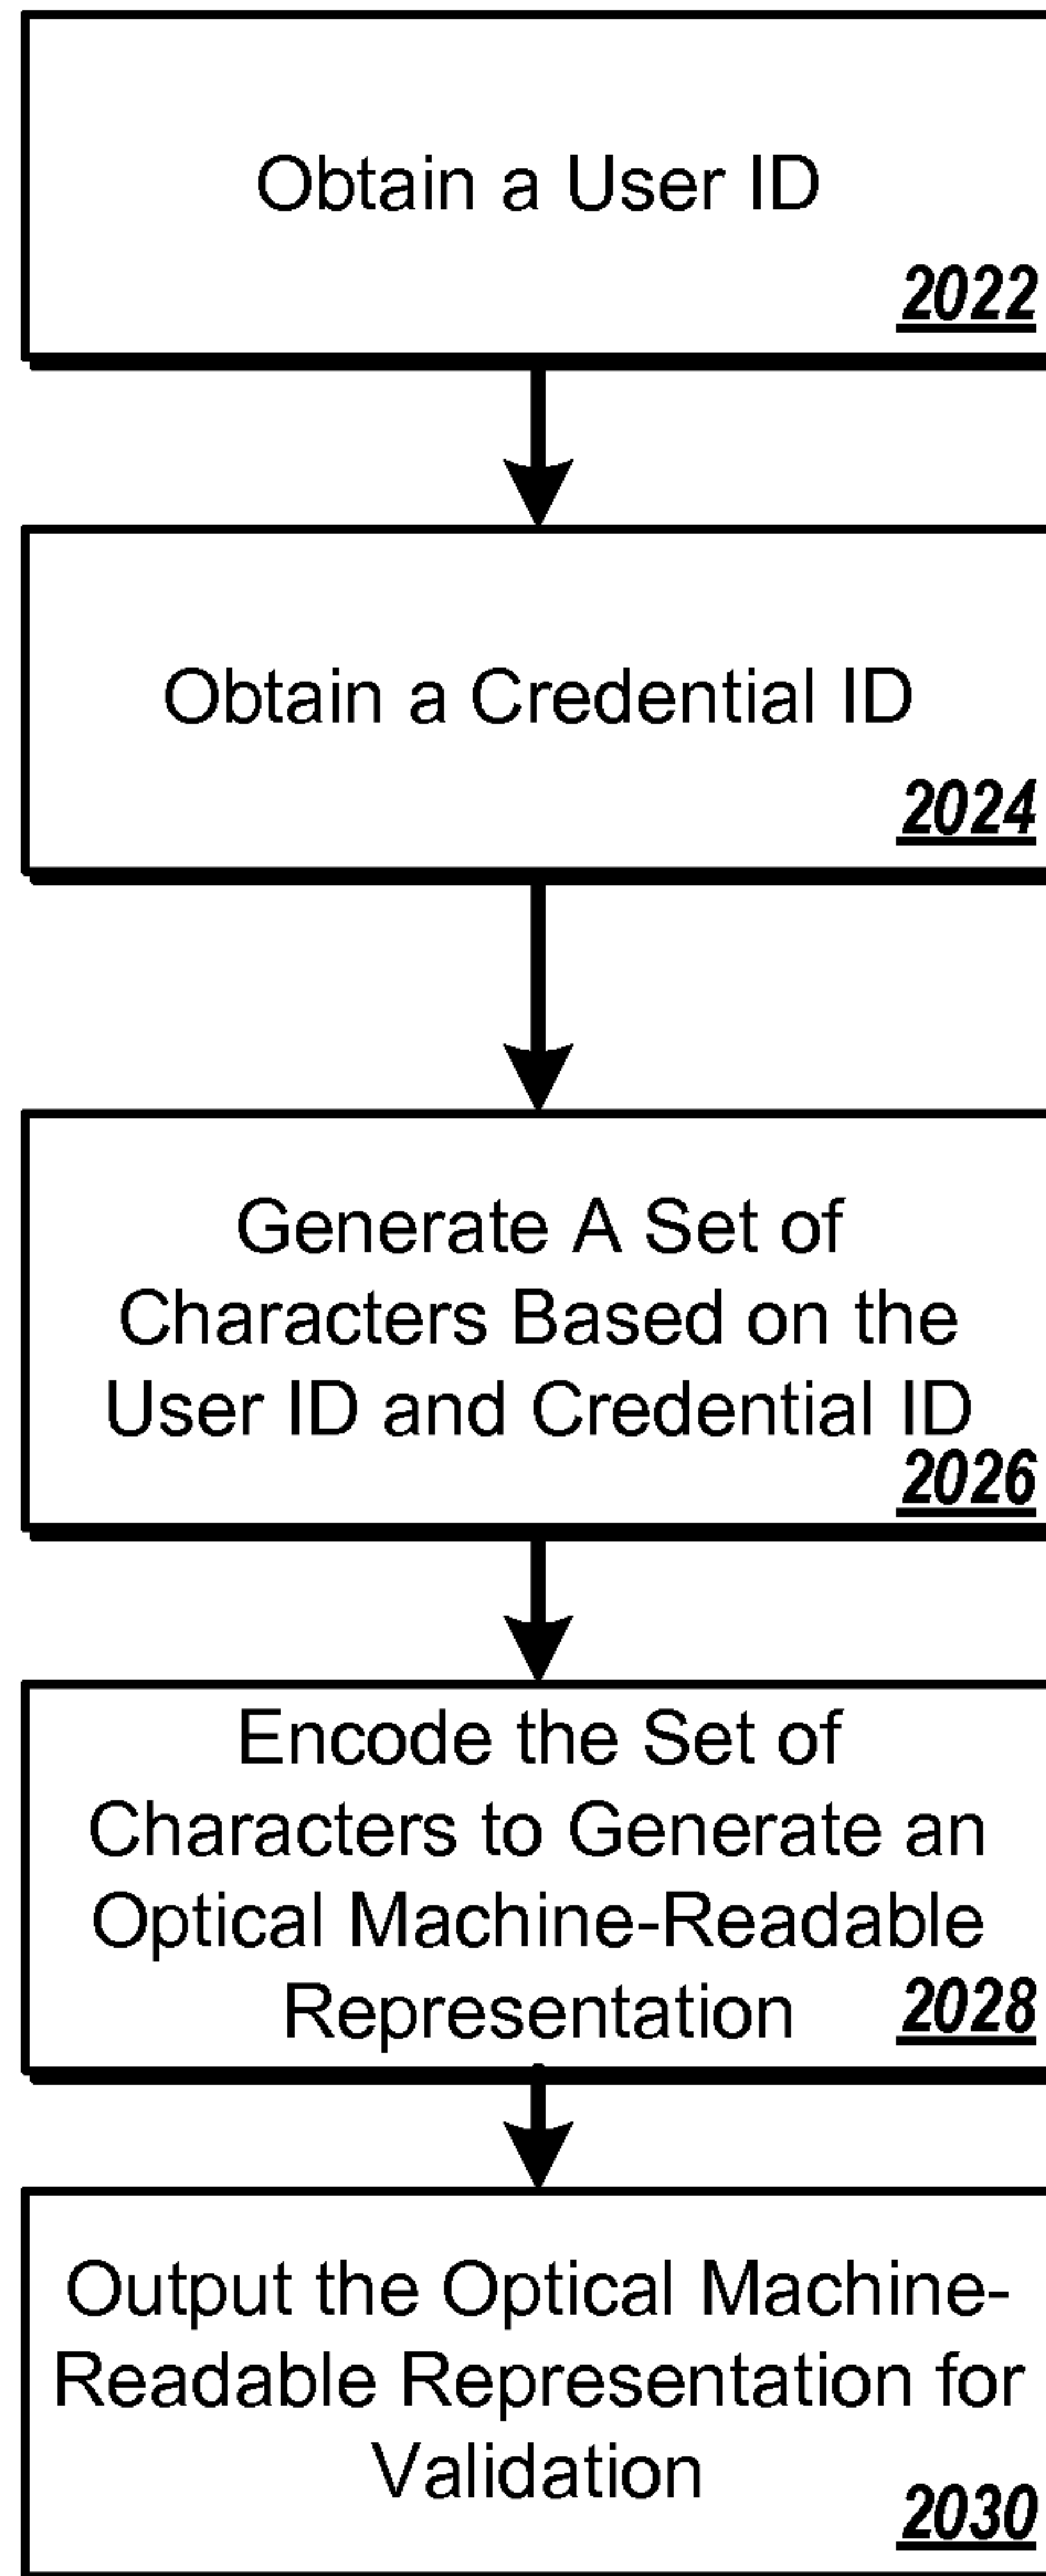 Obtain a User ID
2022
Obtain a Credential ID
2024
Generate A Set of
Characters Based on the
User ID and Credential ID
2026
Encode the Set of
Characters to Generate an
Optical Machine-Readable
Representation 2028
Output the Optical Machine-
Readable Representation for
Validation
2030